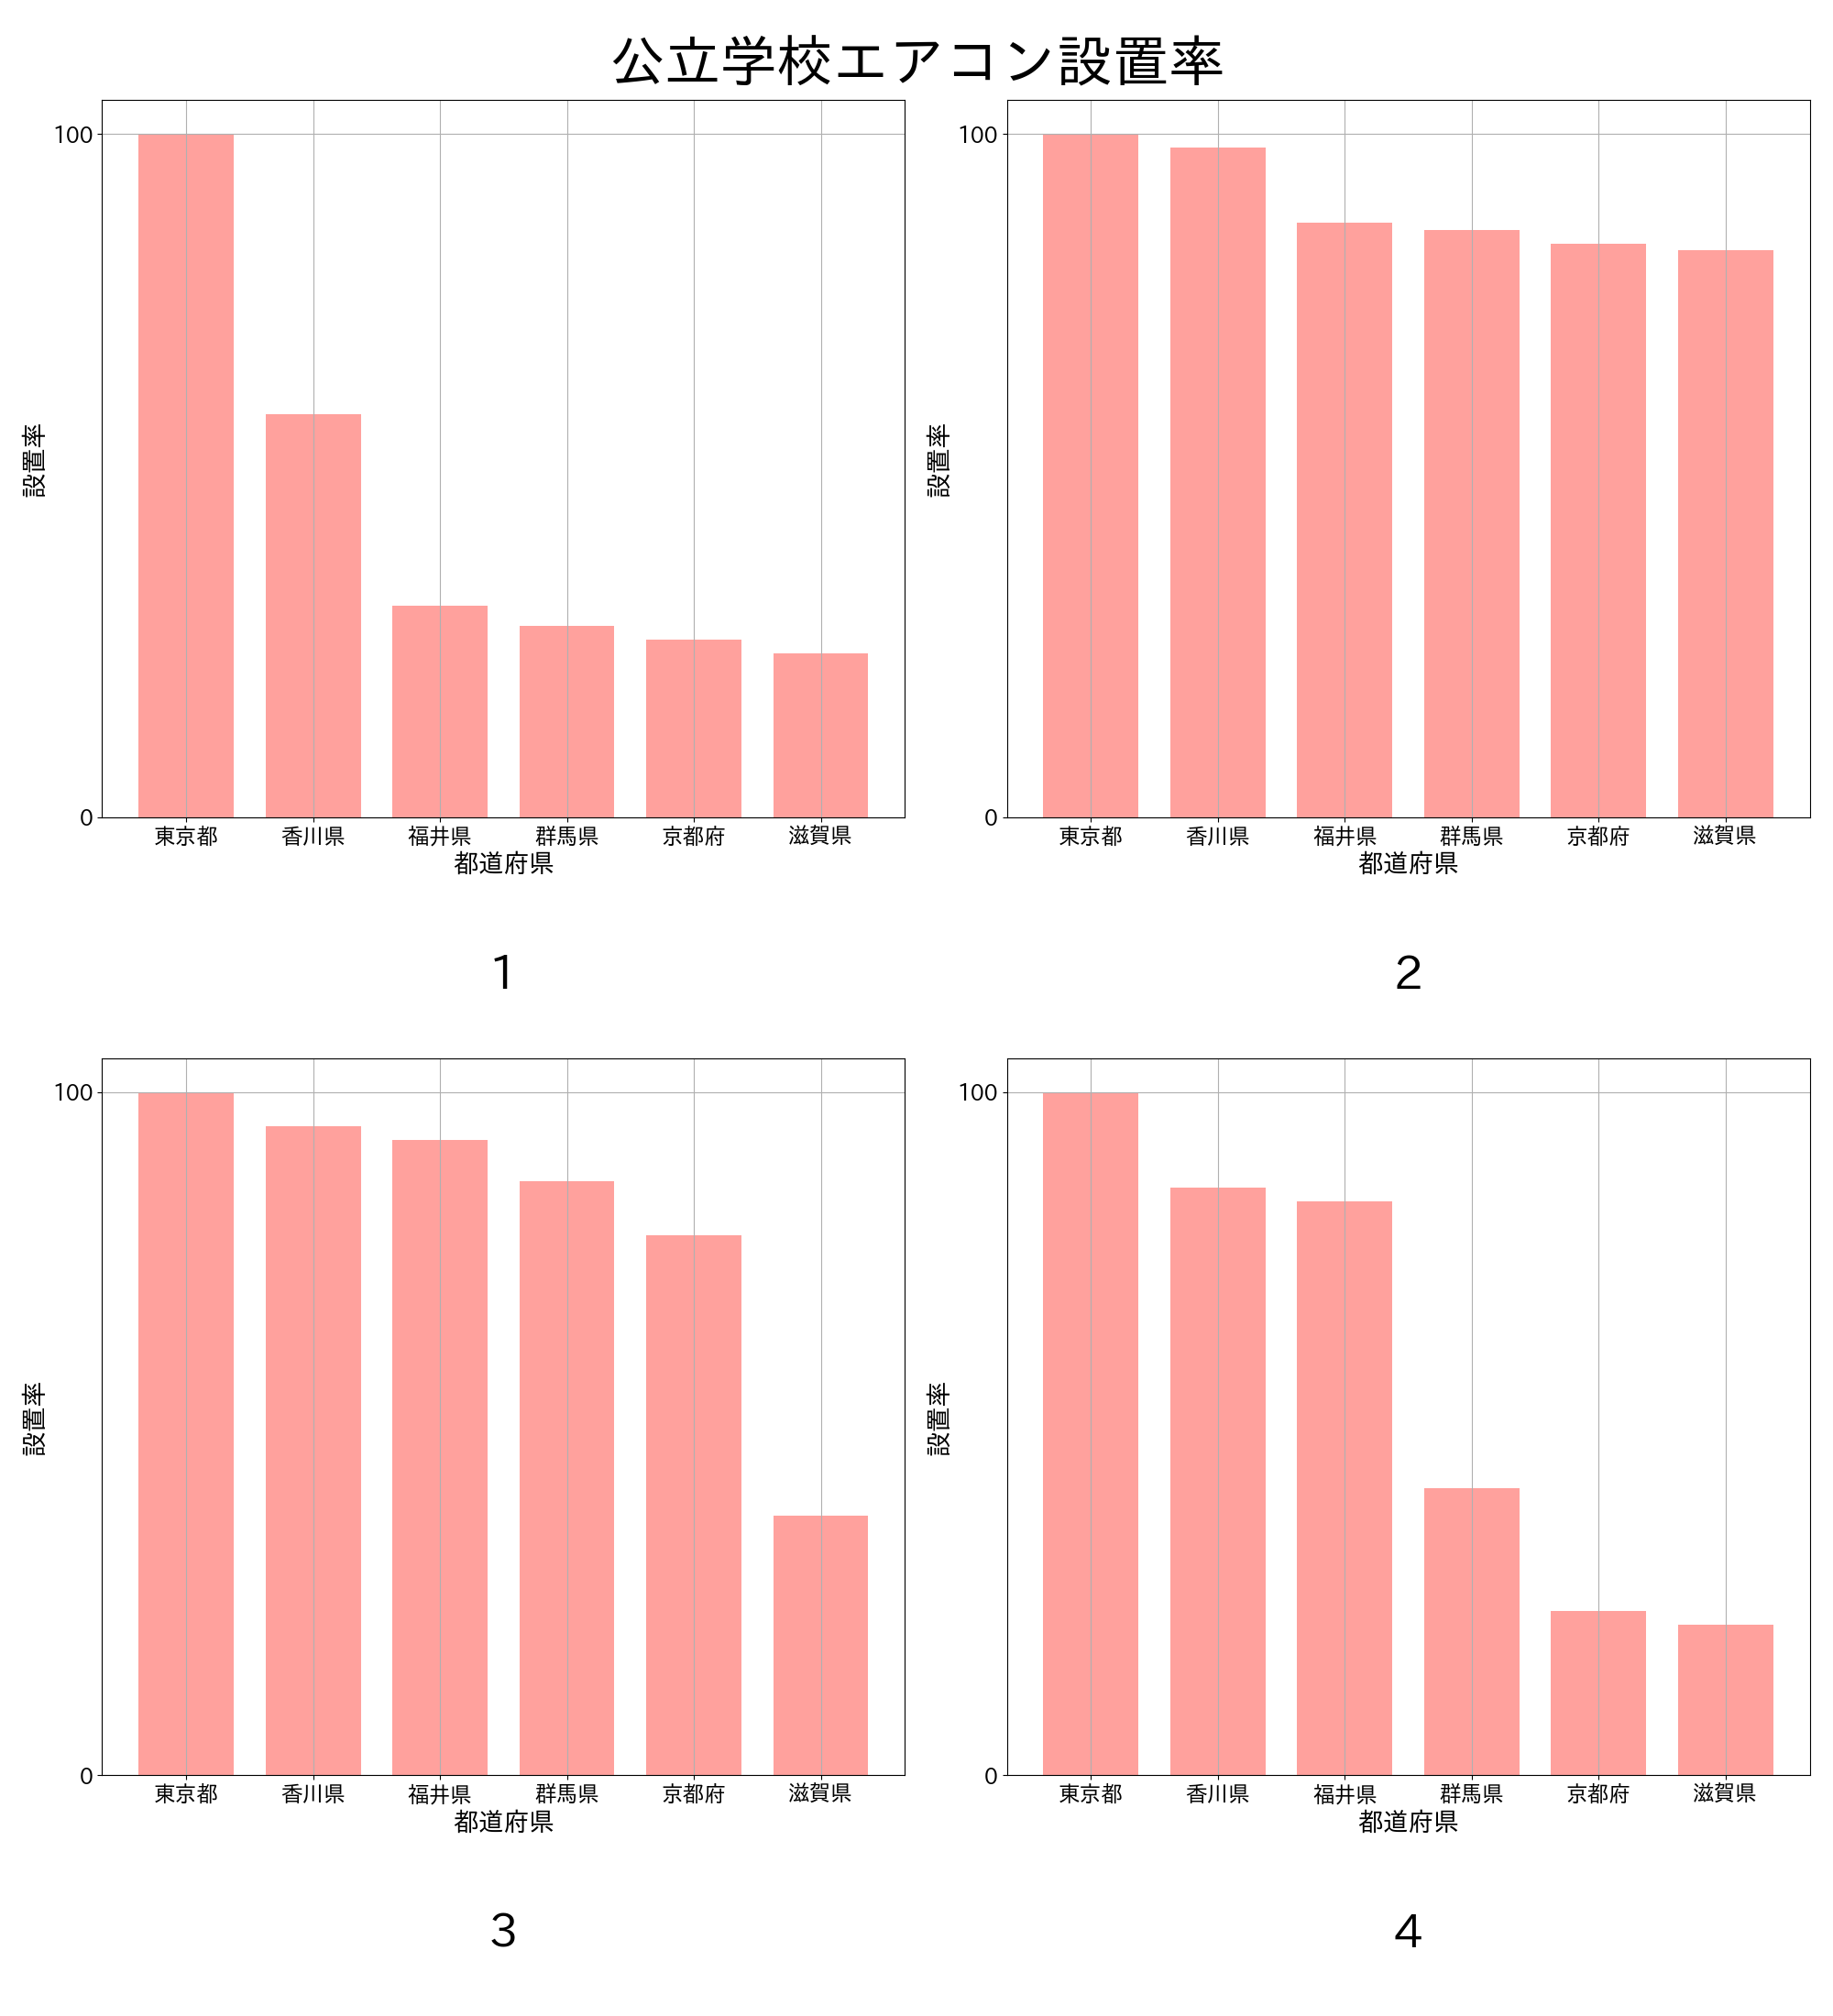 公立学校エアコン設置率
100
設置率
0
東京都 香川県 福井県 群馬県 京都府 滋賀県
都道府県
1
100
設置率
0
東京都 香川県 福井県 群馬県 京都府 滋賀県
都道府県
2
100
設置率
0
東京都 香川県 福井県 群馬県 京都府 滋賀県
都道府県
3
100
設置率
0
東京都 香川県 福井県 群馬県 京都府 滋賀県
都道府県
4